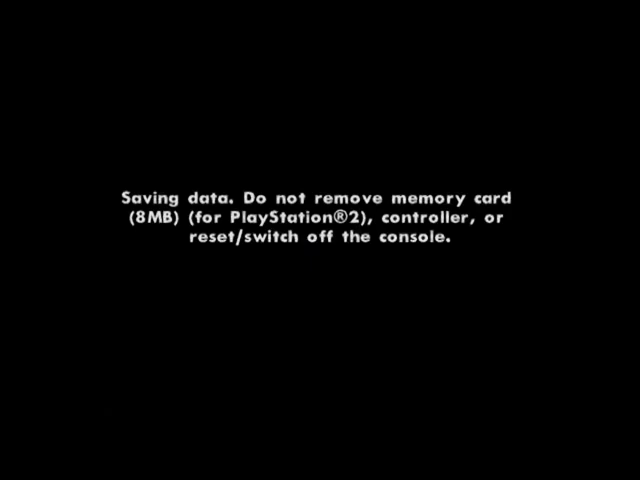 Saving data. Do not remove memory card
(8MB) (for PlayStation®2), controller, or
reset/switch off the console.